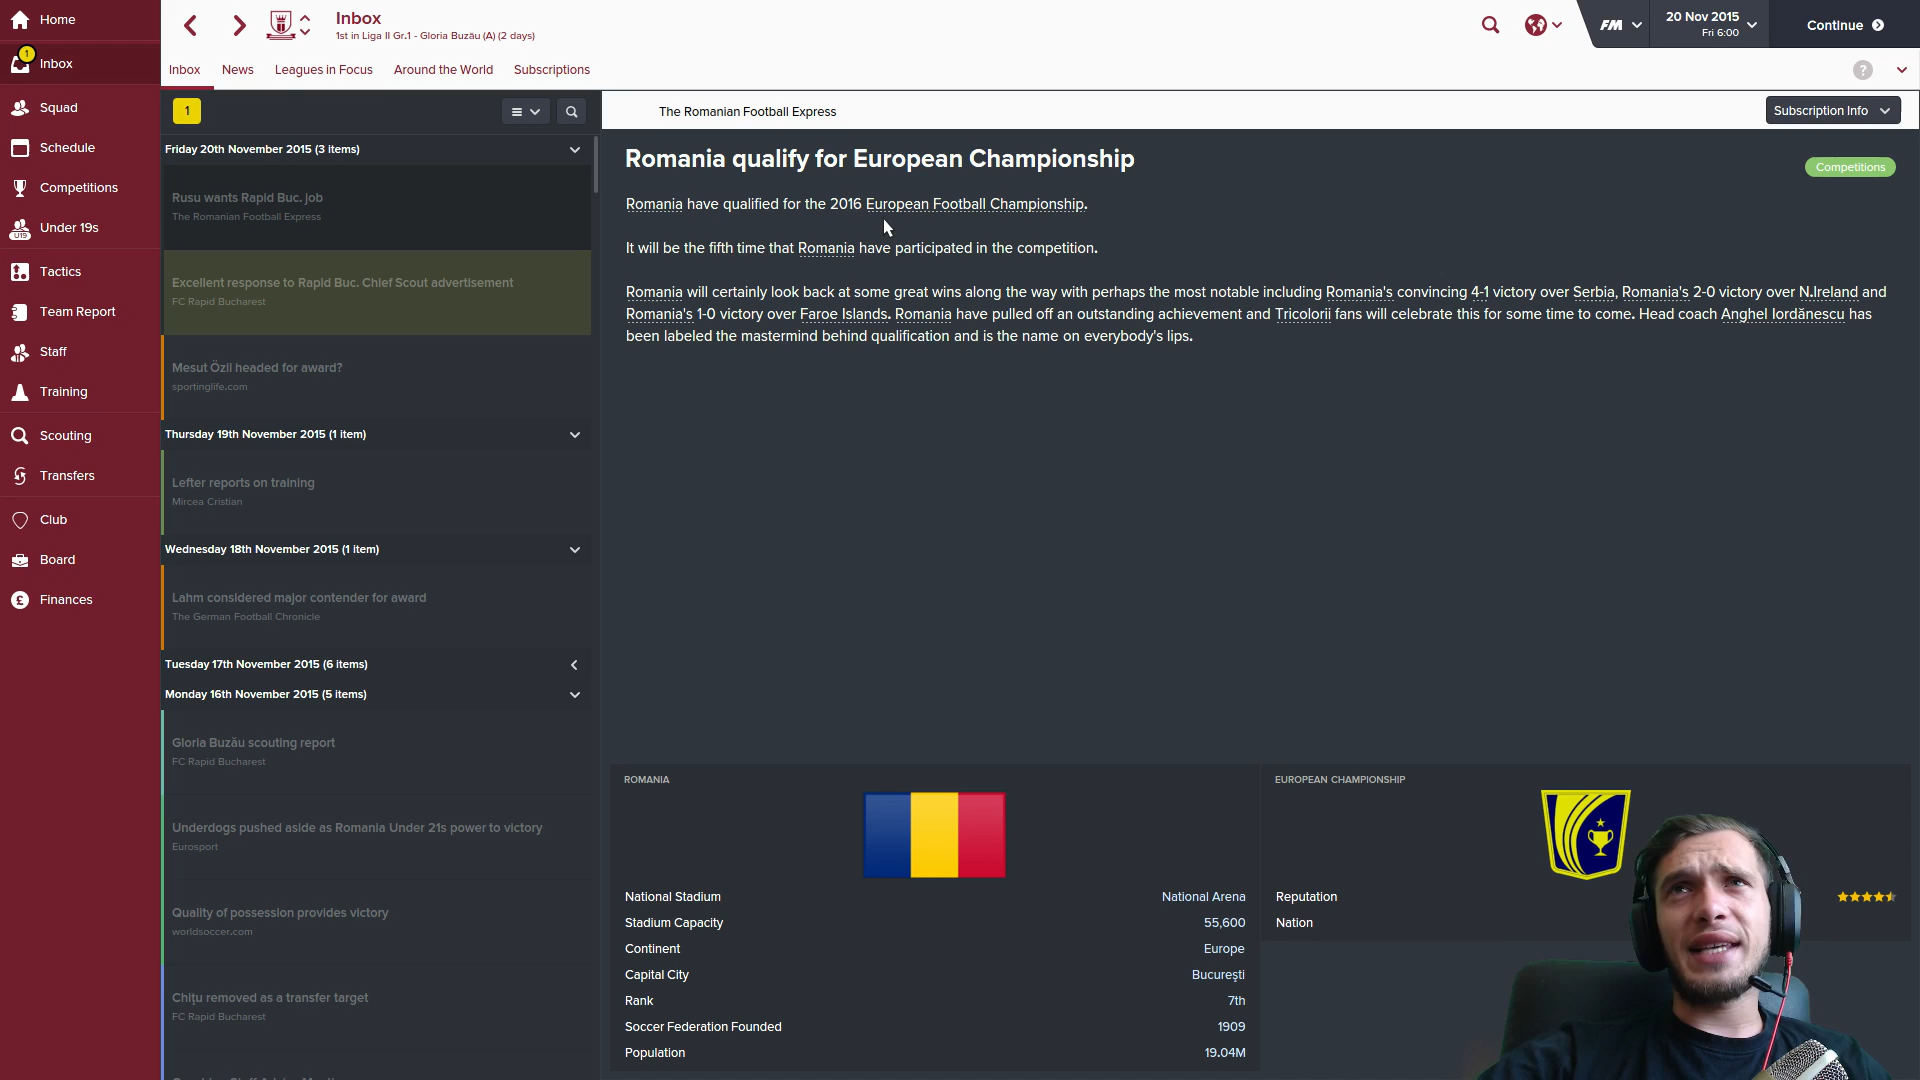 Home
Inbox
1
Squad
Schedule
Competitions
Under 19s
U19
Tactics
Team Report
Staff
Training
Scouting
Transfers
Club
Board
Finances
Inbox
1st in Liga II Gr.1 - Gloria Buzău (A) (2 days)
FM
20 Nov 2015
Fri 6:00
Continue
Inbox
News
Leagues in Focus
Around the World
Subscriptions
?
1
Friday 20th November 2015 (3 items)
Rusu wants Rapid Buc. job
The Romanian Football Express
Excellent response to Rapid Buc. Chief Scout advertisement
FC Rapid Bucharest
Mesut Özil headed for award?
sportinglife.com
Thursday 19th November 2015 (1 item)
Lefter reports on training
Mircea Cristian
Wednesday 18th November 2015 (1 item)
Lahm considered major contender for award
The German Football Chronicle
Tuesday 17th November 2015 (6 items)
Monday 16th November 2015 (5 items)
Gloria Buzău scouting report
FC Rapid Bucharest
Underdogs pushed aside as Romania Under 21s power to victory
Eurosport
Quality of possession provides victory
worldsoccer.com
Chițu removed as a transfer target
FC Rapid Bucharest
The Romanian Football Express
Subscription Info
Romania qualify for European Championship
Competitions
Romania have qualified for the 2016 European Football Championship.
It will be the fifth time that Romania have participated in the competition.
Romania will certainly look back at some great wins along the way with perhaps the most notable including Romania's convincing 4-1 victory over Serbia, Romania's 2-0 victory over N.Ireland and
Romania's 1-0 victory over Faroe Islands. Romania have pulled off an outstanding achievement and Tricolorii fans will celebrate this for some time to come. Head coach Anghel Iordănescu has
been labeled the mastermind behind qualification and is the name on everybody's lips.
ROMANIA
National Stadium National Arena
Stadium Capacity 55,600
Continent Europe
Capital City București
Rank 7th
Soccer Federation Founded 1909
Population 19.04M
EUROPEAN CHAMPIONSHIP
Reputation
Nation